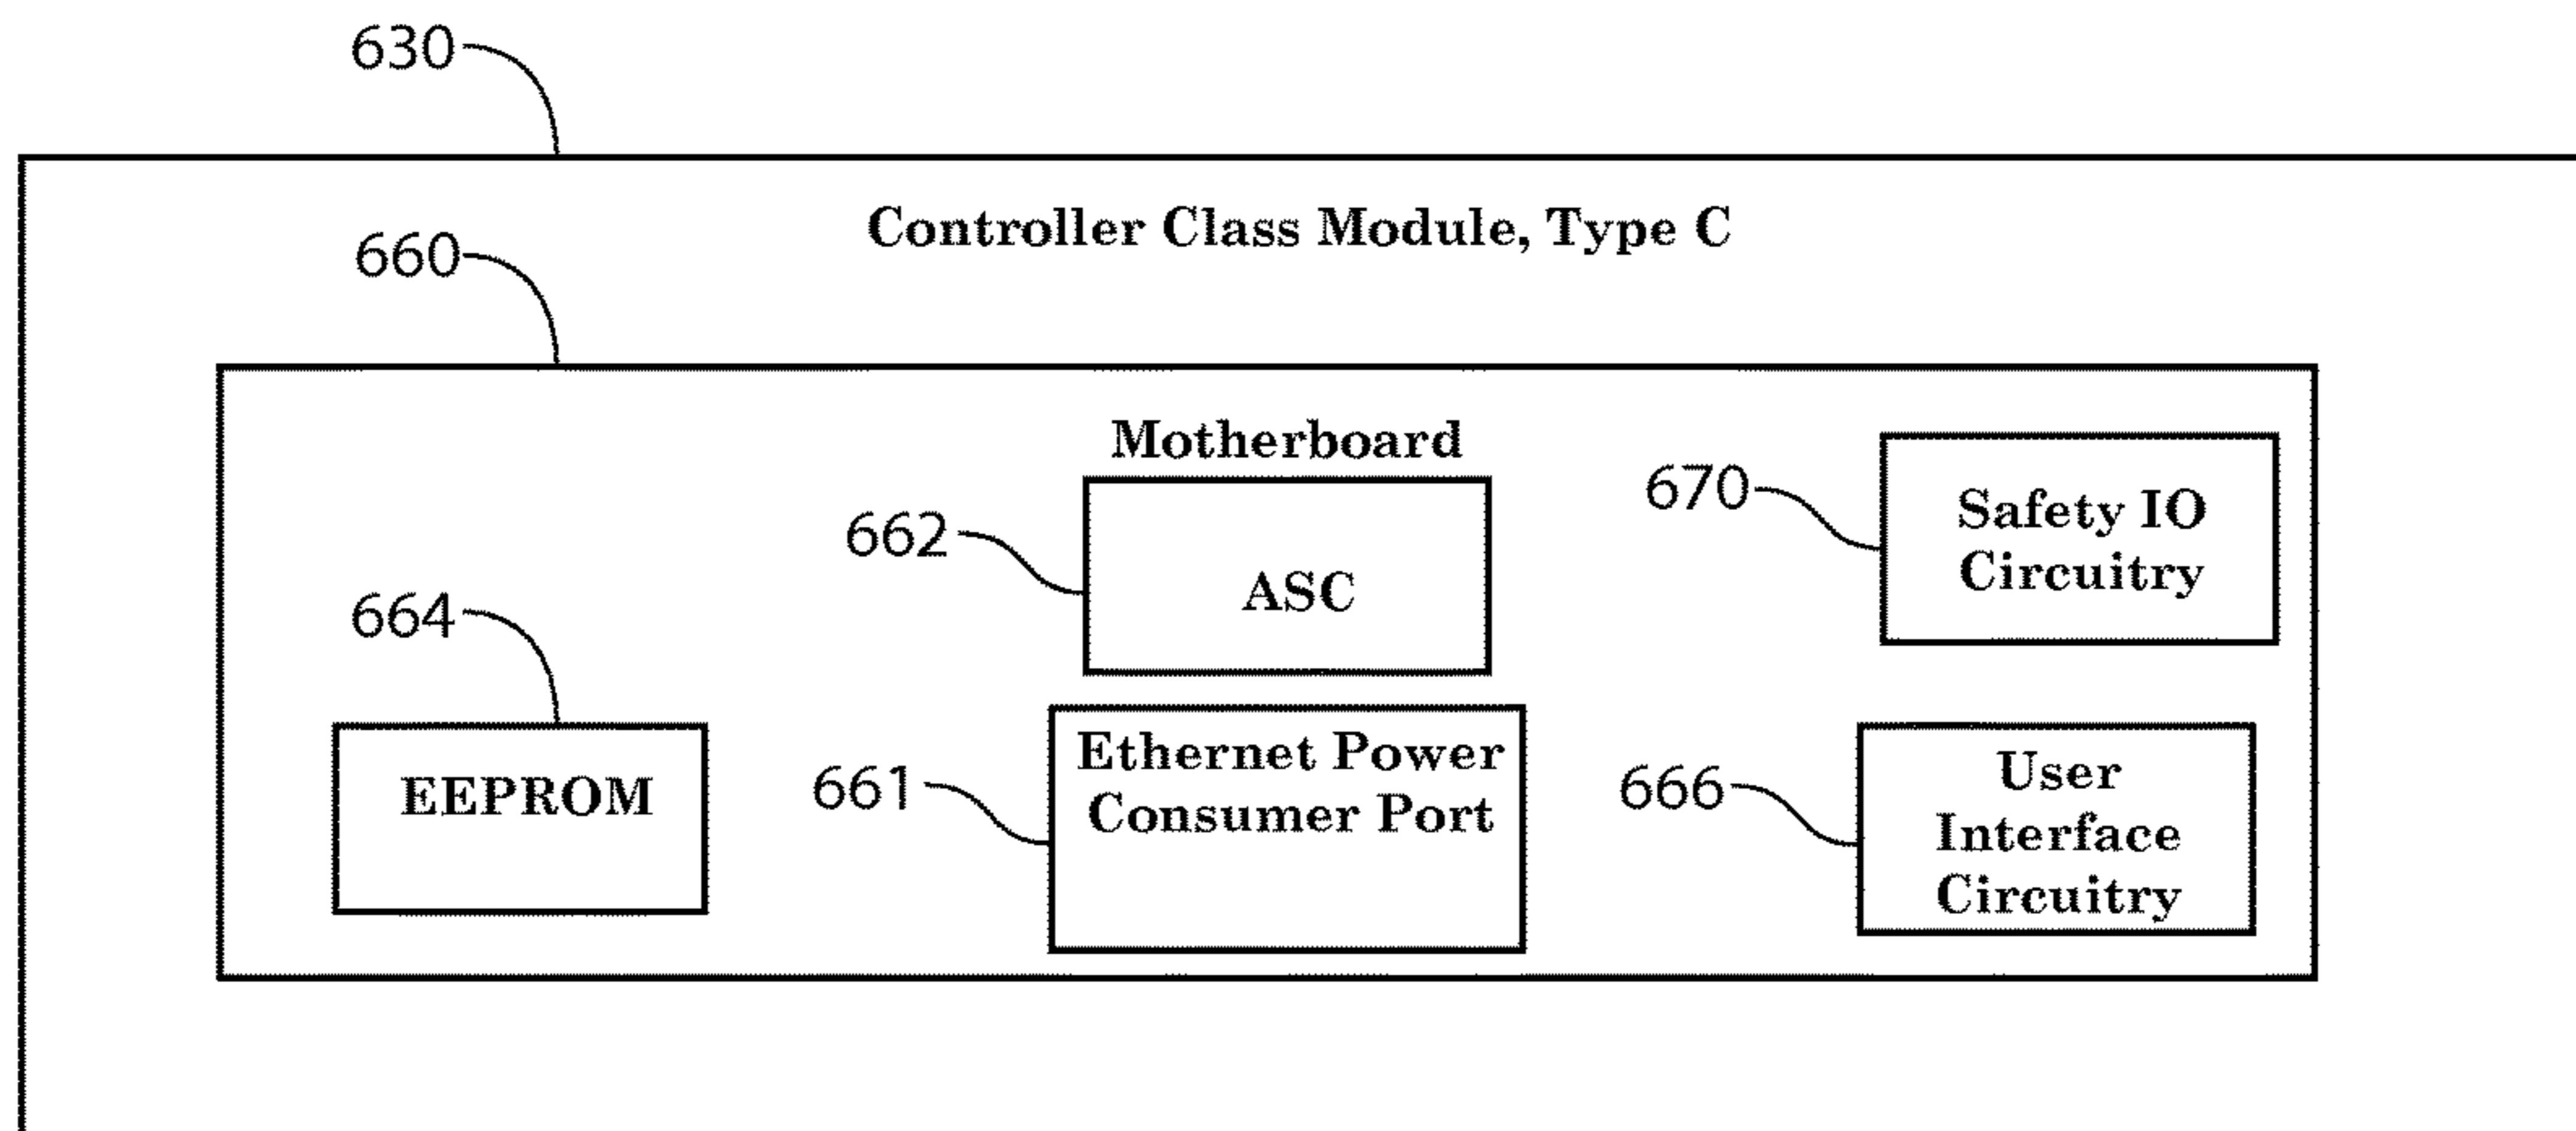 630
Controller Class Module, Type C
660
Motherboard
670
Safety IO
Circuitry
662
ASC
664
EEPROM
661
Ethernet Power
Consumer Port
666
User
Interface
Circuitry